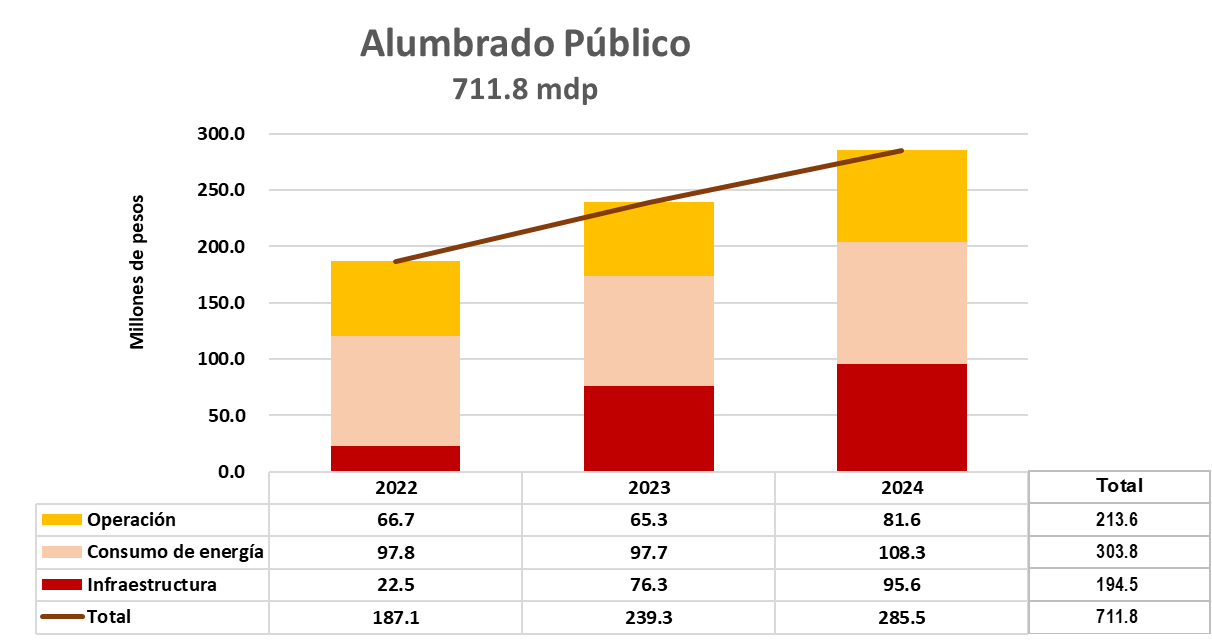 Alumbrado Público
711.8 mdp
300.0
250.0
200.0
150.0
100.0
50.0
0.0
Millones de pesos
2022 2023 2024 Total
Operación 66.7 65.3 81.6 213.6
Consumo de energía 97.8 97.7 108.3 303.8
Infraestructura 22.5 76.3 95.6 194.5
Total 187.1 239.3 285.5 711.8